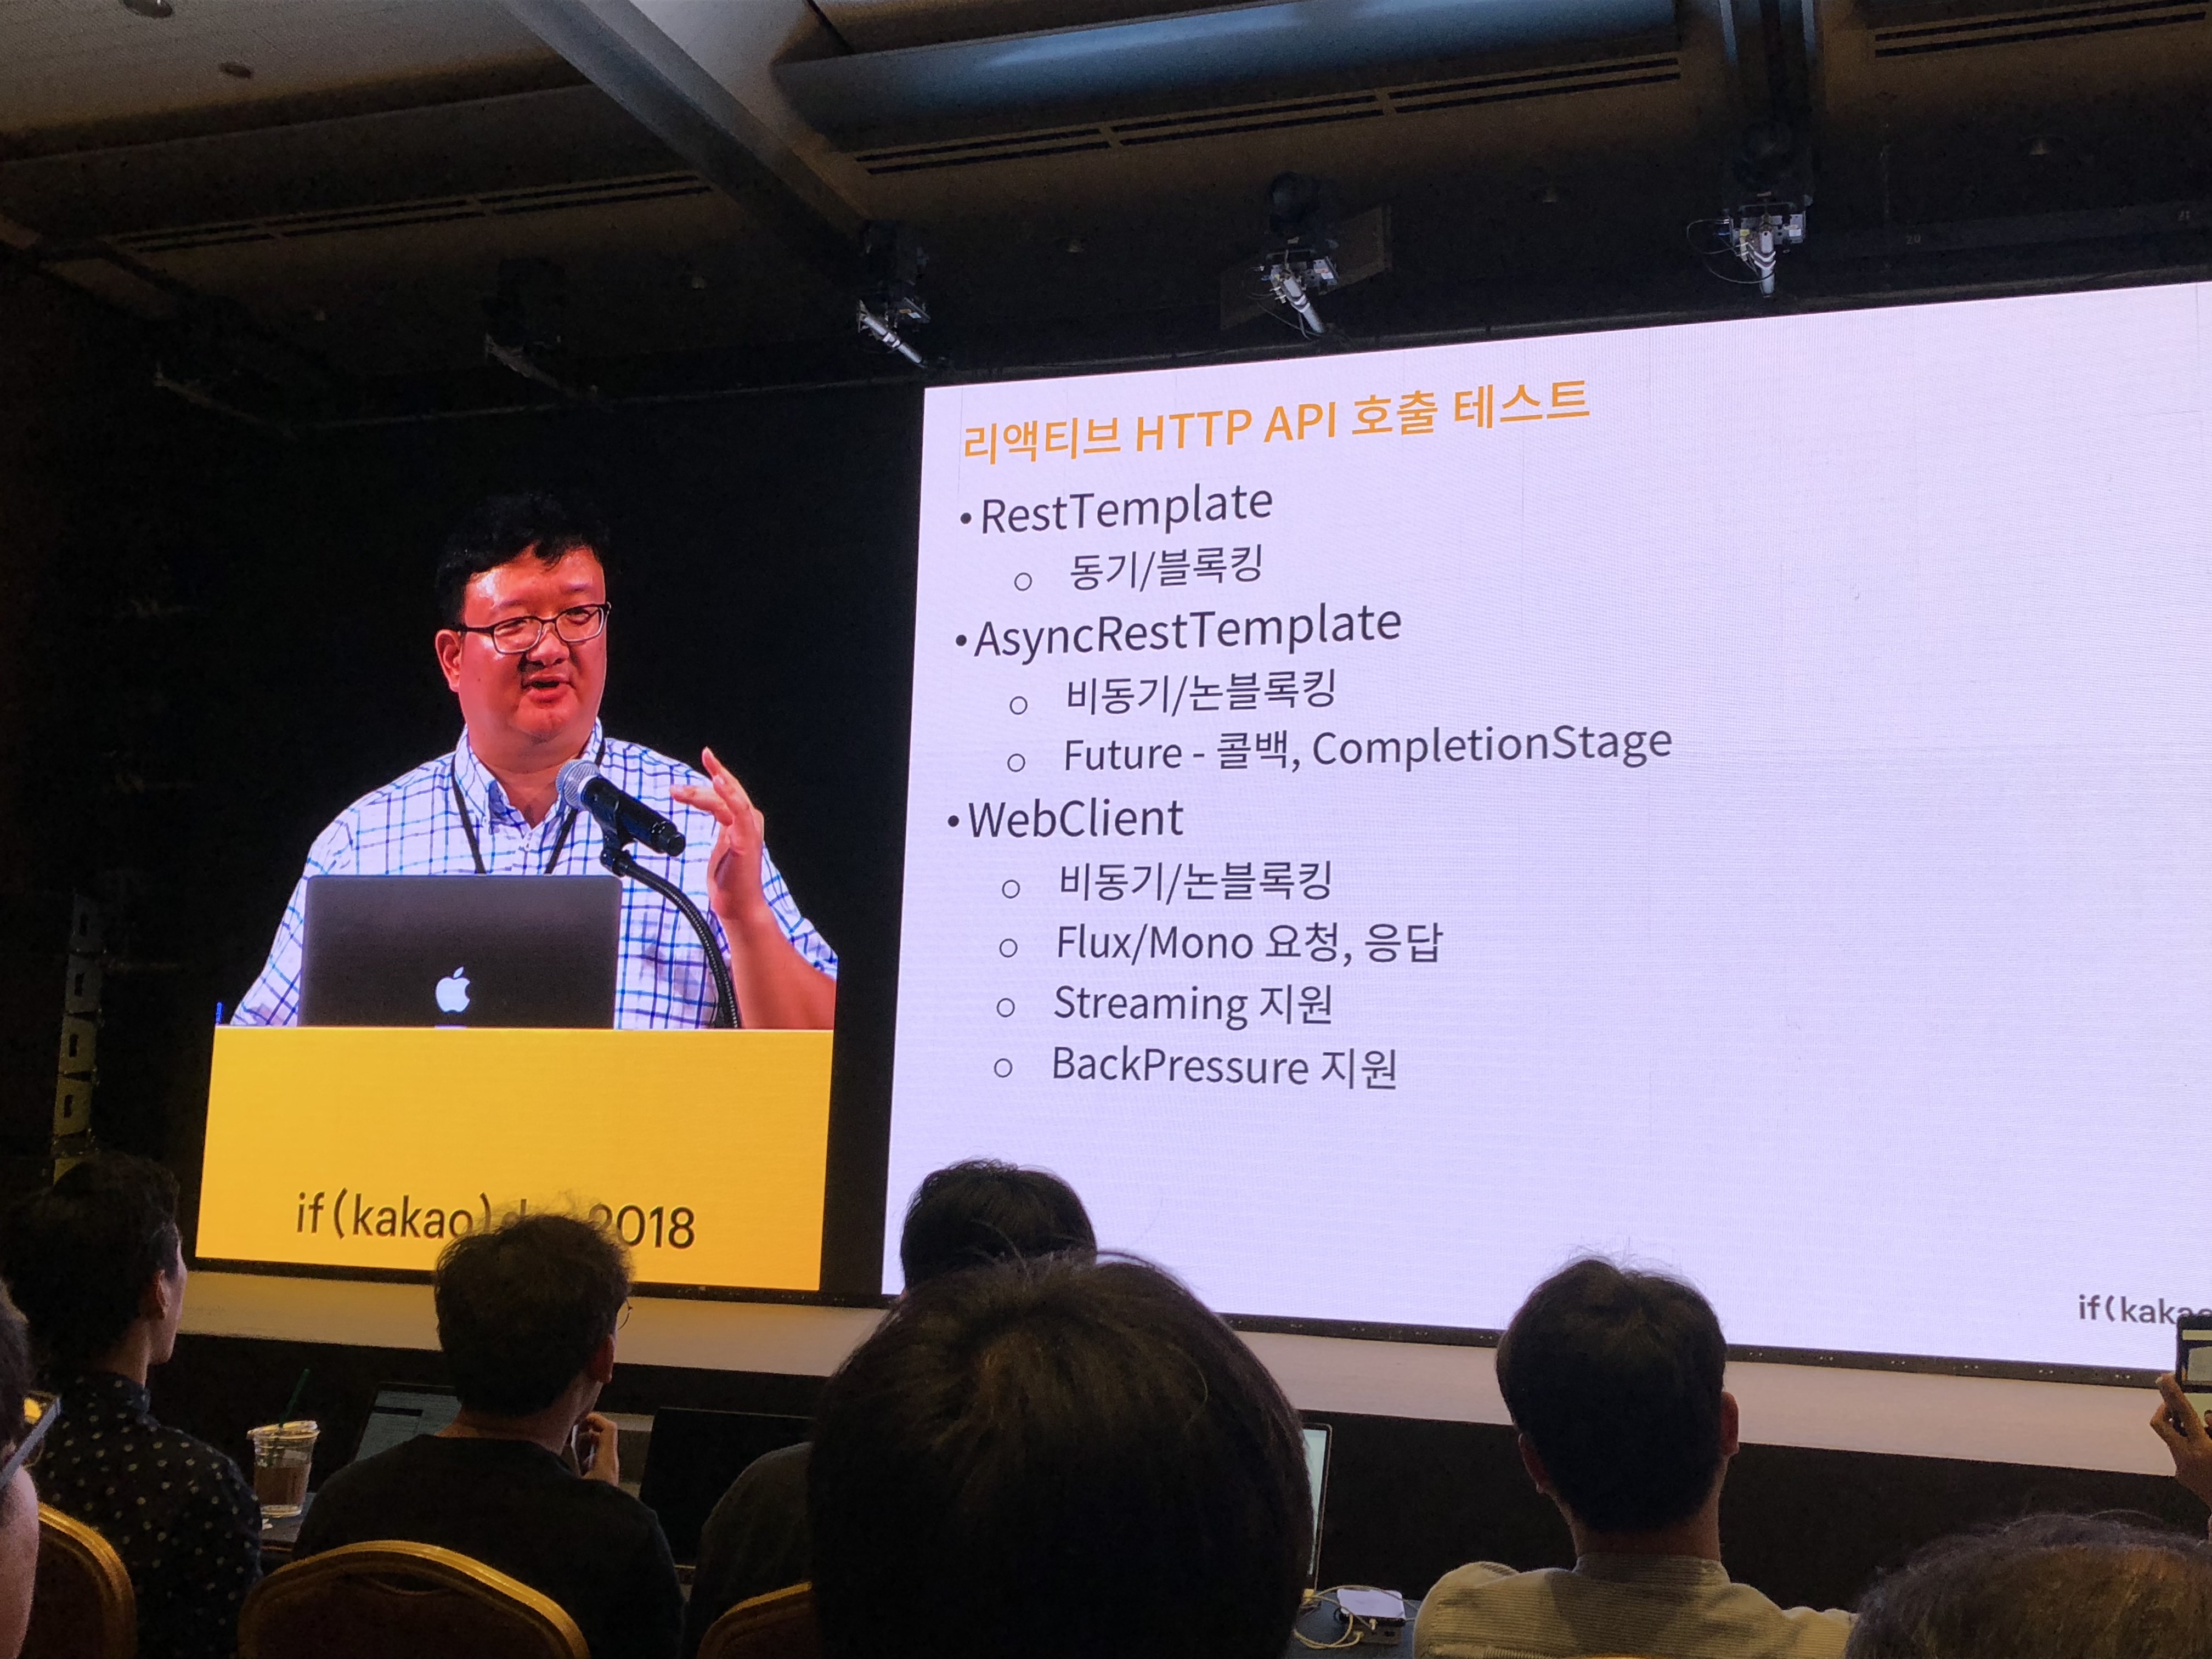 리액티브 HTTP API 호출 테스트
•RestTemplate
○ 동기/블록킹
•AsyncRestTemplate
○ 비동기/논블록킹
○ Future - 콜백, CompletionStage
•WebClient
○ 비동기/논블록킹
○ Flux/Mono 요청, 응답
○ Streaming 지원
○ BackPressure 지원
if(kakao) 2018
if(kaka